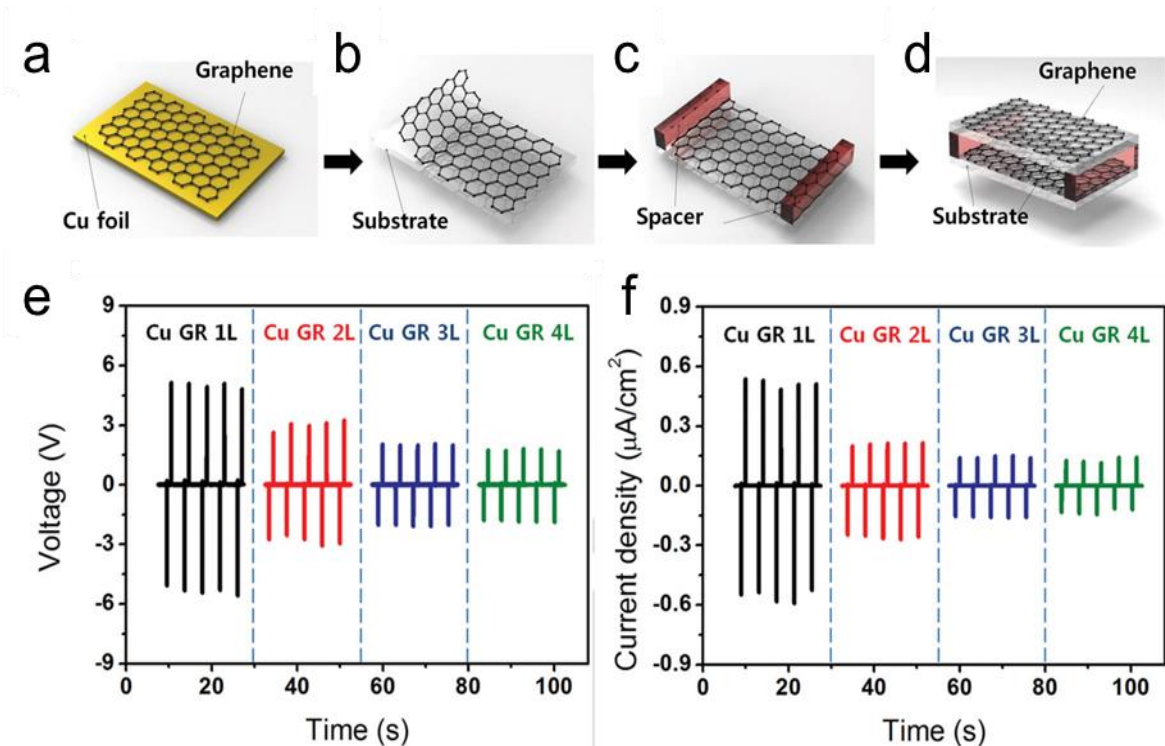 a
b
c
d
Graphene
Cu foil
Substrate
Spacer
Graphene
Substrate
e
Voltage (V)
9
6
3
0
-3
-6
-9
Cu GR 1L
Cu GR 2L
Cu GR 3L
Cu GR 4L
0
20
40
60
80
100
Time (s)
f
Current density (μA/cm²)
0.9
0.6
0.3
0.0
-0.3
-0.6
-0.9
Cu GR 1L
Cu GR 2L
Cu GR 3L
Cu GR 4L
0
20
40
60
80
100
Time (s)